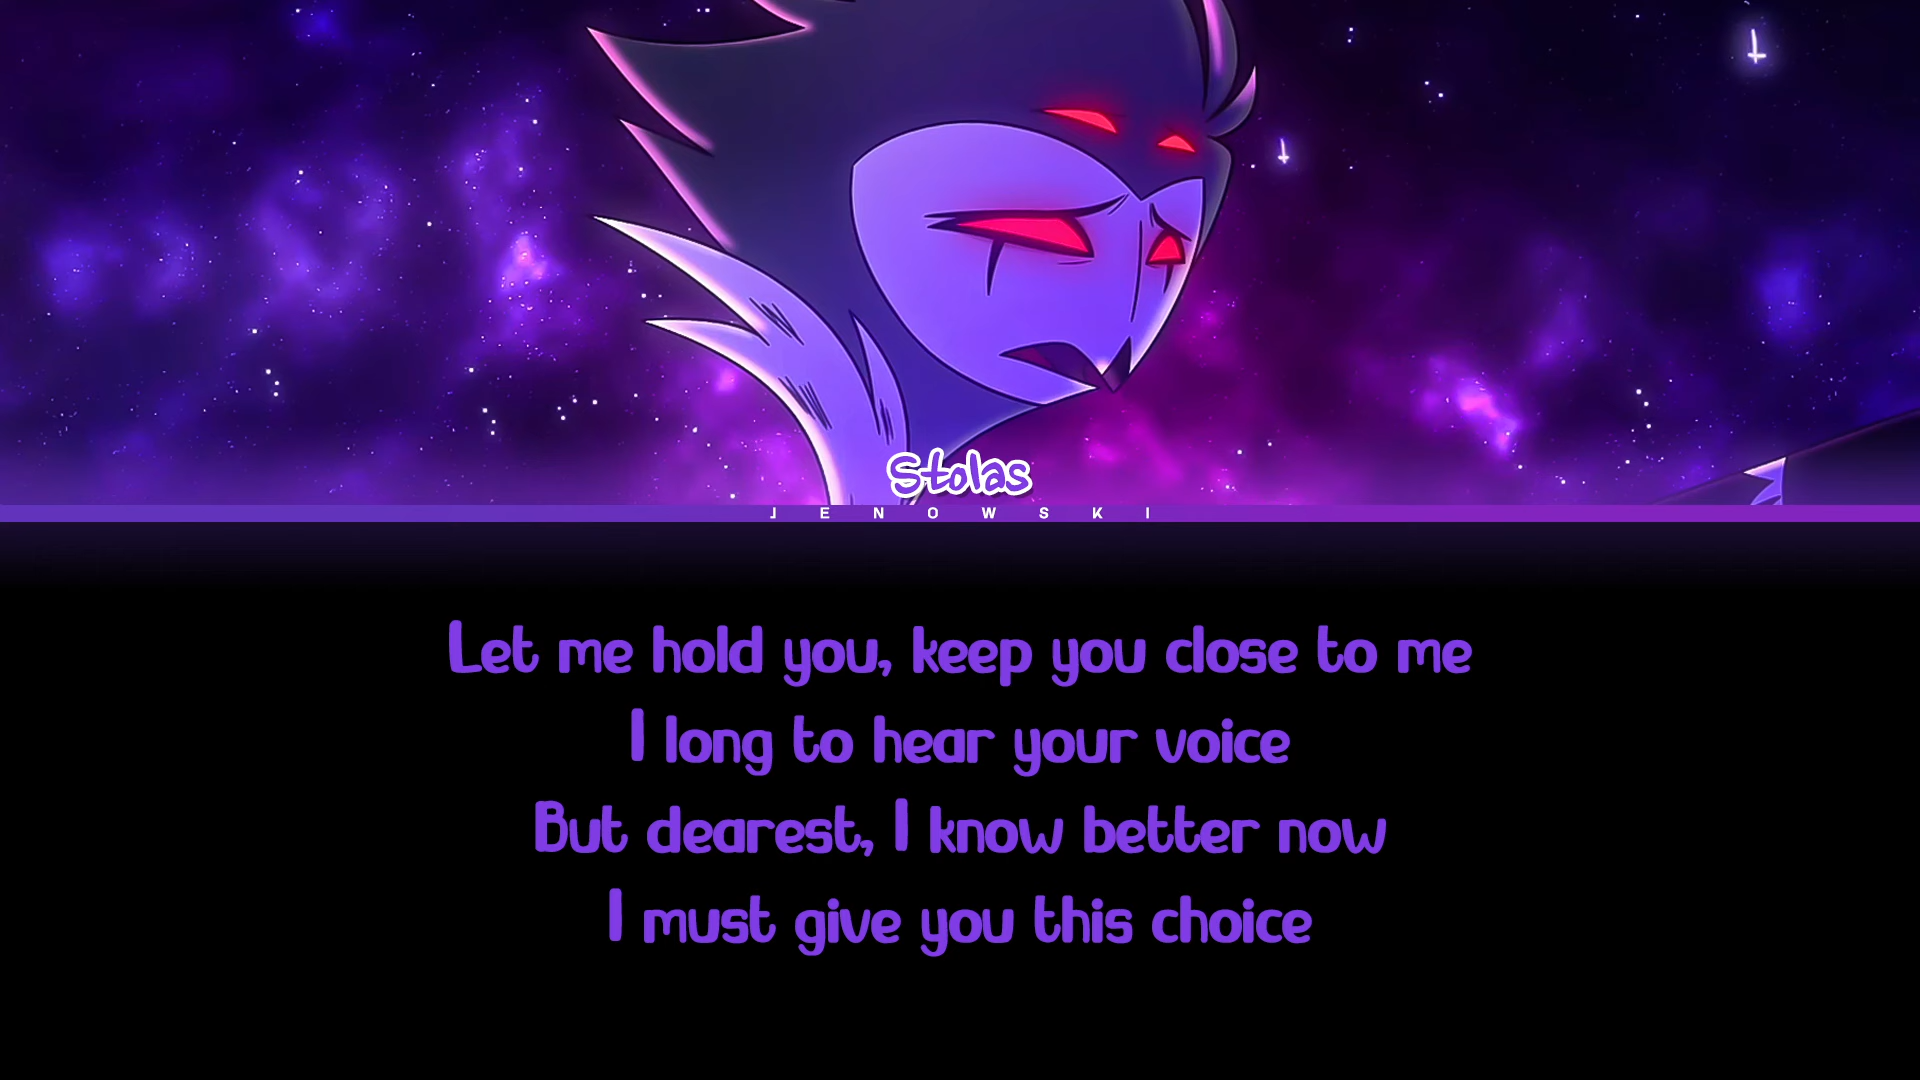 Stolas
JENOWSKI
Let me hold you, keep you close to me
I long to hear your voice
But dearest, I know better now
I must give you this choice